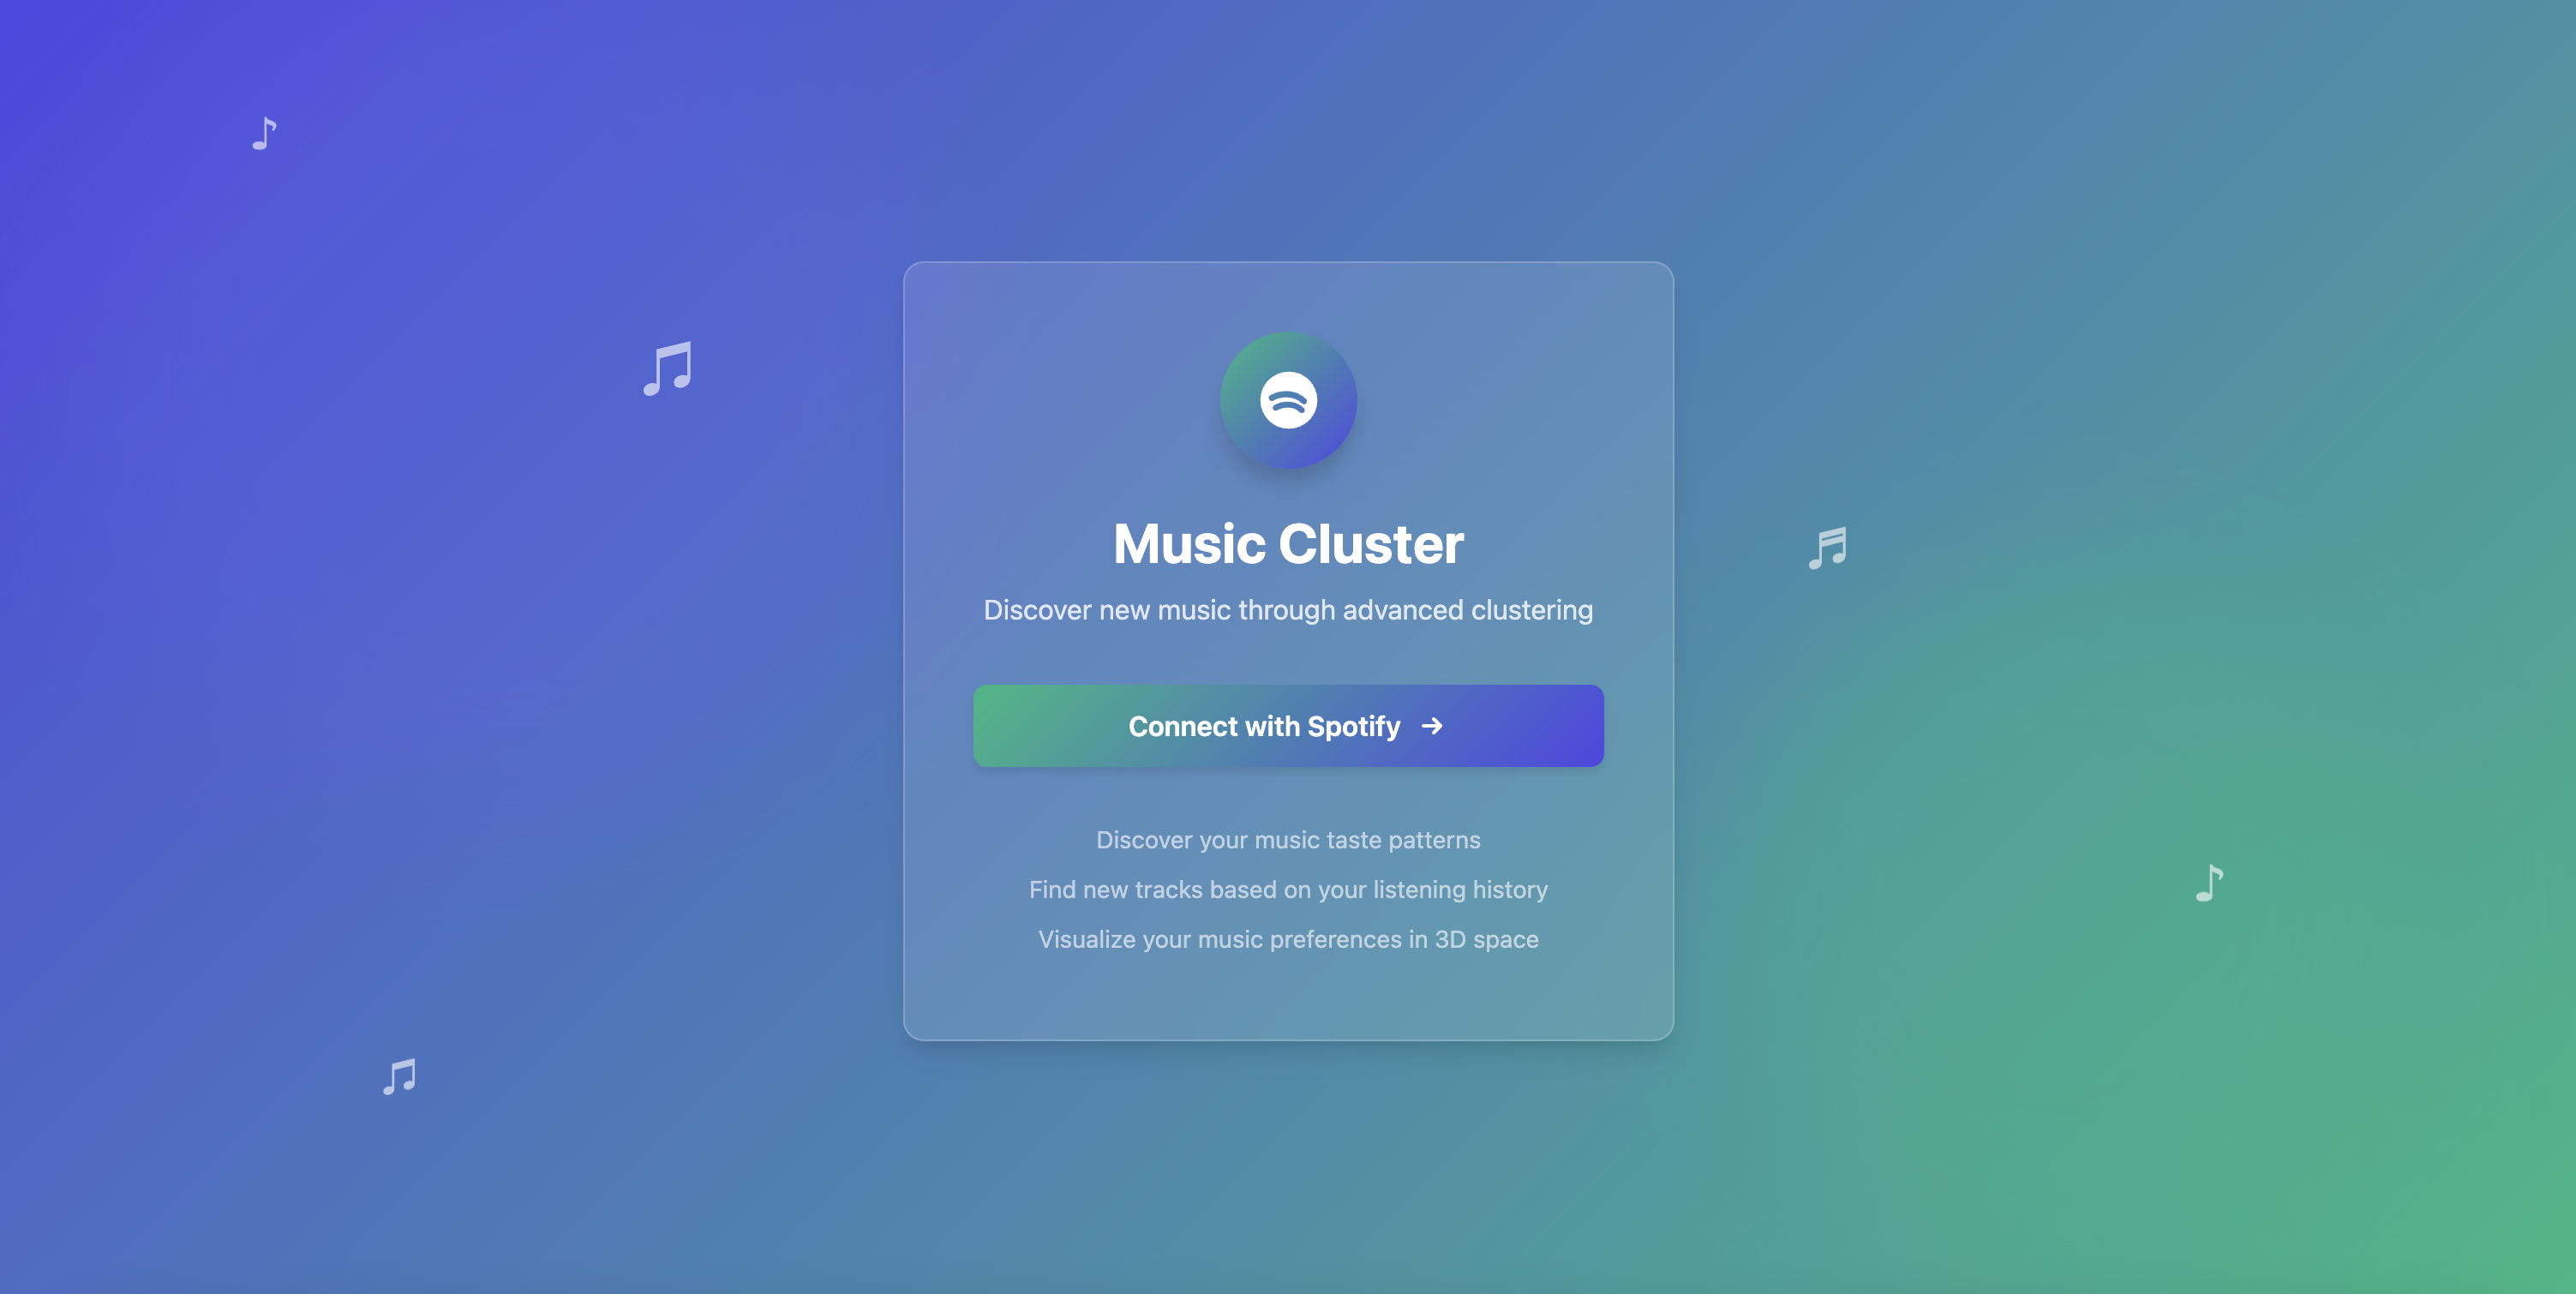 Music Cluster
Discover new music through advanced clustering
Connect with Spotify →
Discover your music taste patterns
Find new tracks based on your listening history
Visualize your music preferences in 3D space